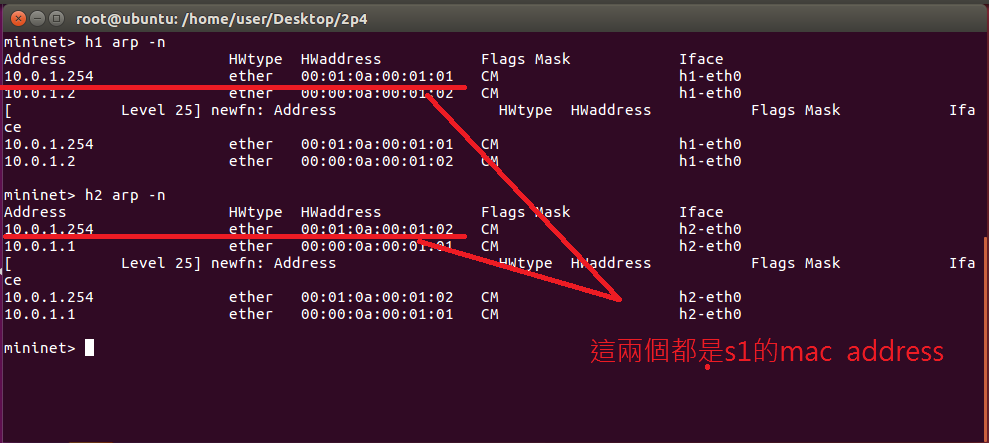 root@ubuntu: /home/user/Desktop/2p4
mininet> h1 arp -n
Address HWtype HWaddress Flags Mask Iface
10.0.1.254 ether 00:01:0a:00:01:01 CM h1-eth0
10.0.1.2 ether 00:00:0a:00:01:02 CM h1-eth0
[ Level 25] newfn: Address HWtype HWaddress Flags Mask Ifa
ce
10.0.1.254 ether 00:01:0a:00:01:01 CM h1-eth0
10.0.1.2 ether 00:00:0a:00:01:02 CM h1-eth0
mininet> h2 arp -n
Address HWtype HWaddress Flags Mask Iface
10.0.1.254 ether 00:01:0a:00:01:02 CM h2-eth0
10.0.1.1 ether 00:00:0a:00:01:01 CM h2-eth0
[ Level 25] newfn: Address HWtype HWaddress Flags Mask Ifa
ce
10.0.1.254 ether 00:01:0a:00:01:02 CM h2-eth0
10.0.1.1 ether 00:00:0a:00:01:01 CM h2-eth0
這兩個都是s1的mac address
mininet>